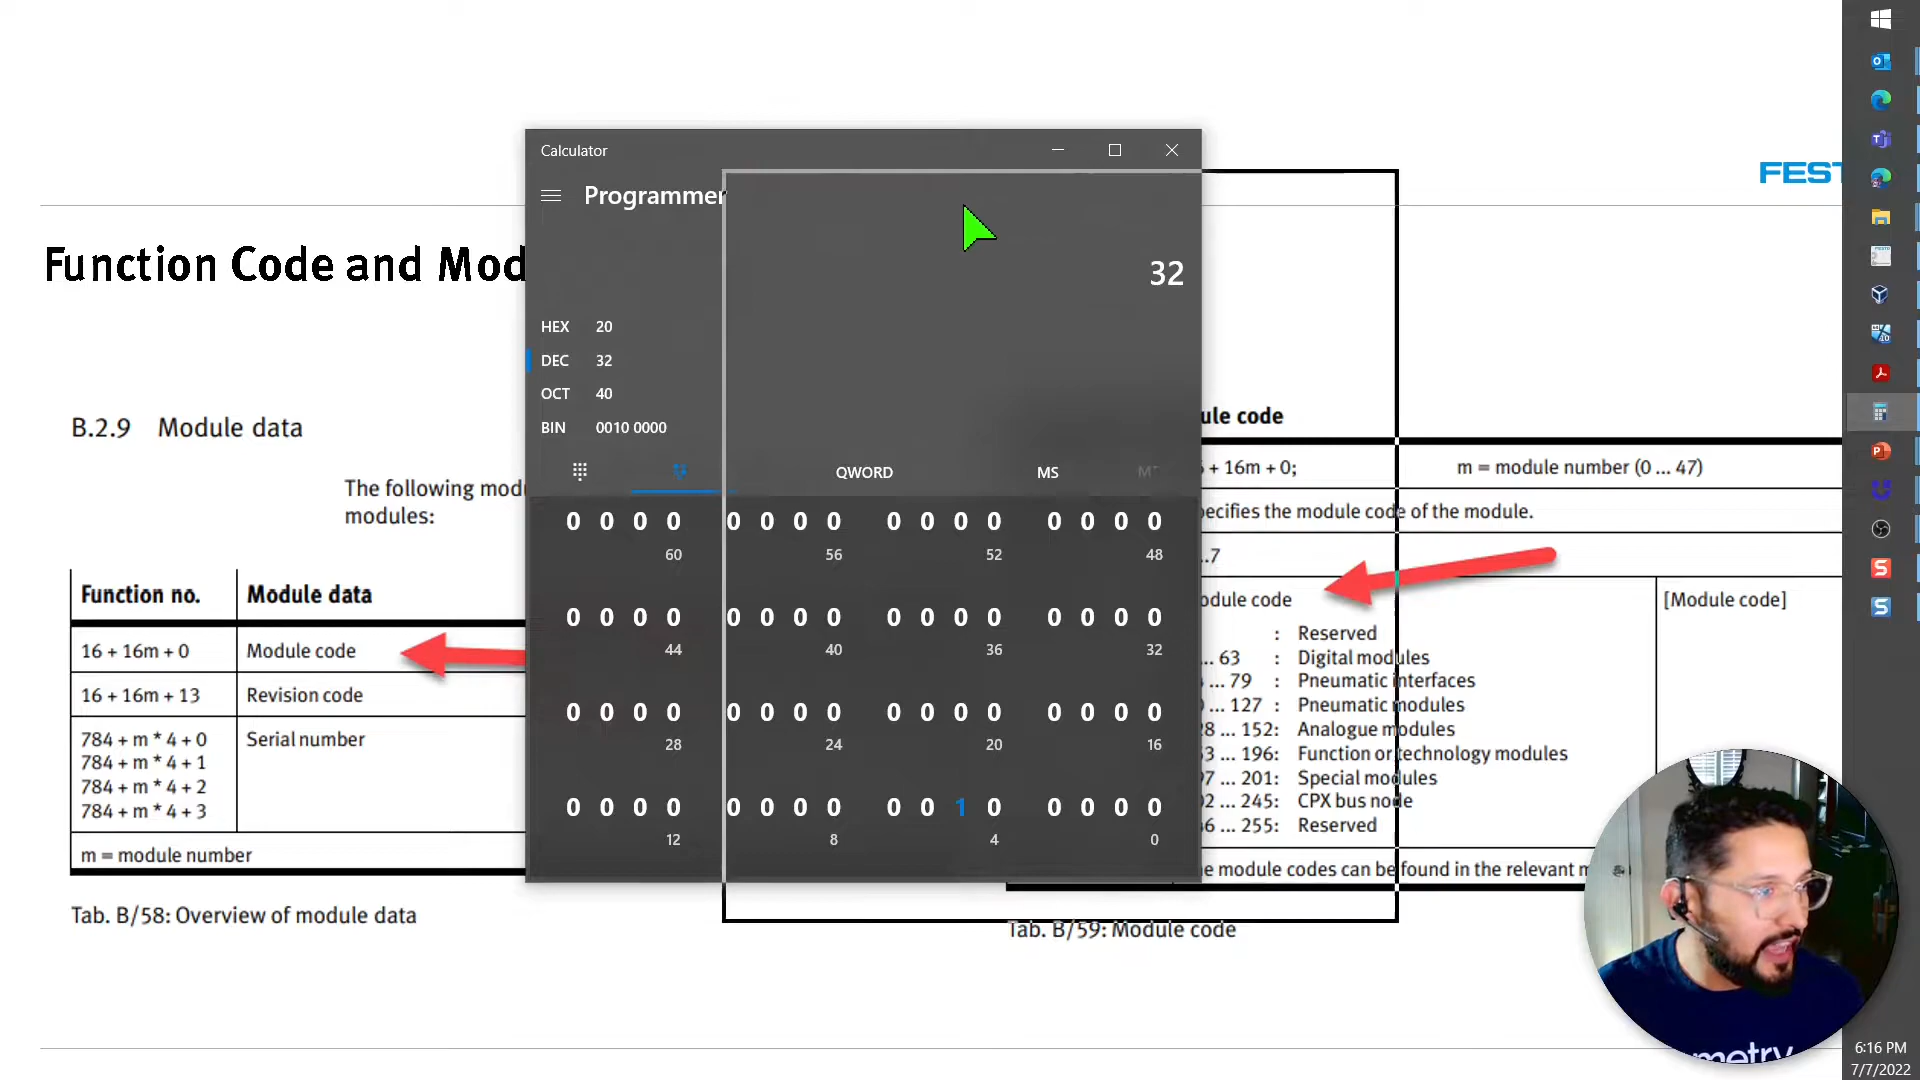 Calculator
Programmer
32
HEX 20
DEC 32
OCT 40
BIN 0010 0000
QWORD
MS
0 0 0 0 0 0 0 0 0 0 0 0 0 0 0 0
60 56 52 48
0 0 0 0 0 0 0 0 0 0 0 0 0 0 0 0
44 40 36 32
0 0 0 0 0 0 0 0 0 0 0 0 0 0 0 0
28 24 20 16
0 0 0 0 0 0 0 0 0 0 1 0 0 0 0 0
12 8 4 0
FEST
Function Code and Mod
B.2.9 Module data
The following mod
modules:
Function no. Module data
16 + 16m + 0 Module code
16 + 16m + 13 Revision code
784 + m * 4 + 0 Serial number
784 + m * 4 + 1
784 + m * 4 + 2
784 + m * 4 + 3
m = module number
Tab. B/58: Overview of module data
ule code
+ 16m + 0; m = module number (0 ... 47)
ecifies the module code of the module.
..7
odule code [Module code]
: Reserved
... 63 : Digital modules
... 79 : Pneumatic interfaces
... 127 : Pneumatic modules
8 ... 152: Analogue modules
3 ... 196: Function or technology modules
7 ... 201: Special modules
2 ... 245: CPX bus node
6 ... 255: Reserved
e module codes can be found in the relevant m
Tab. B/59: Module code
metry
6:16 PM
7/7/2022